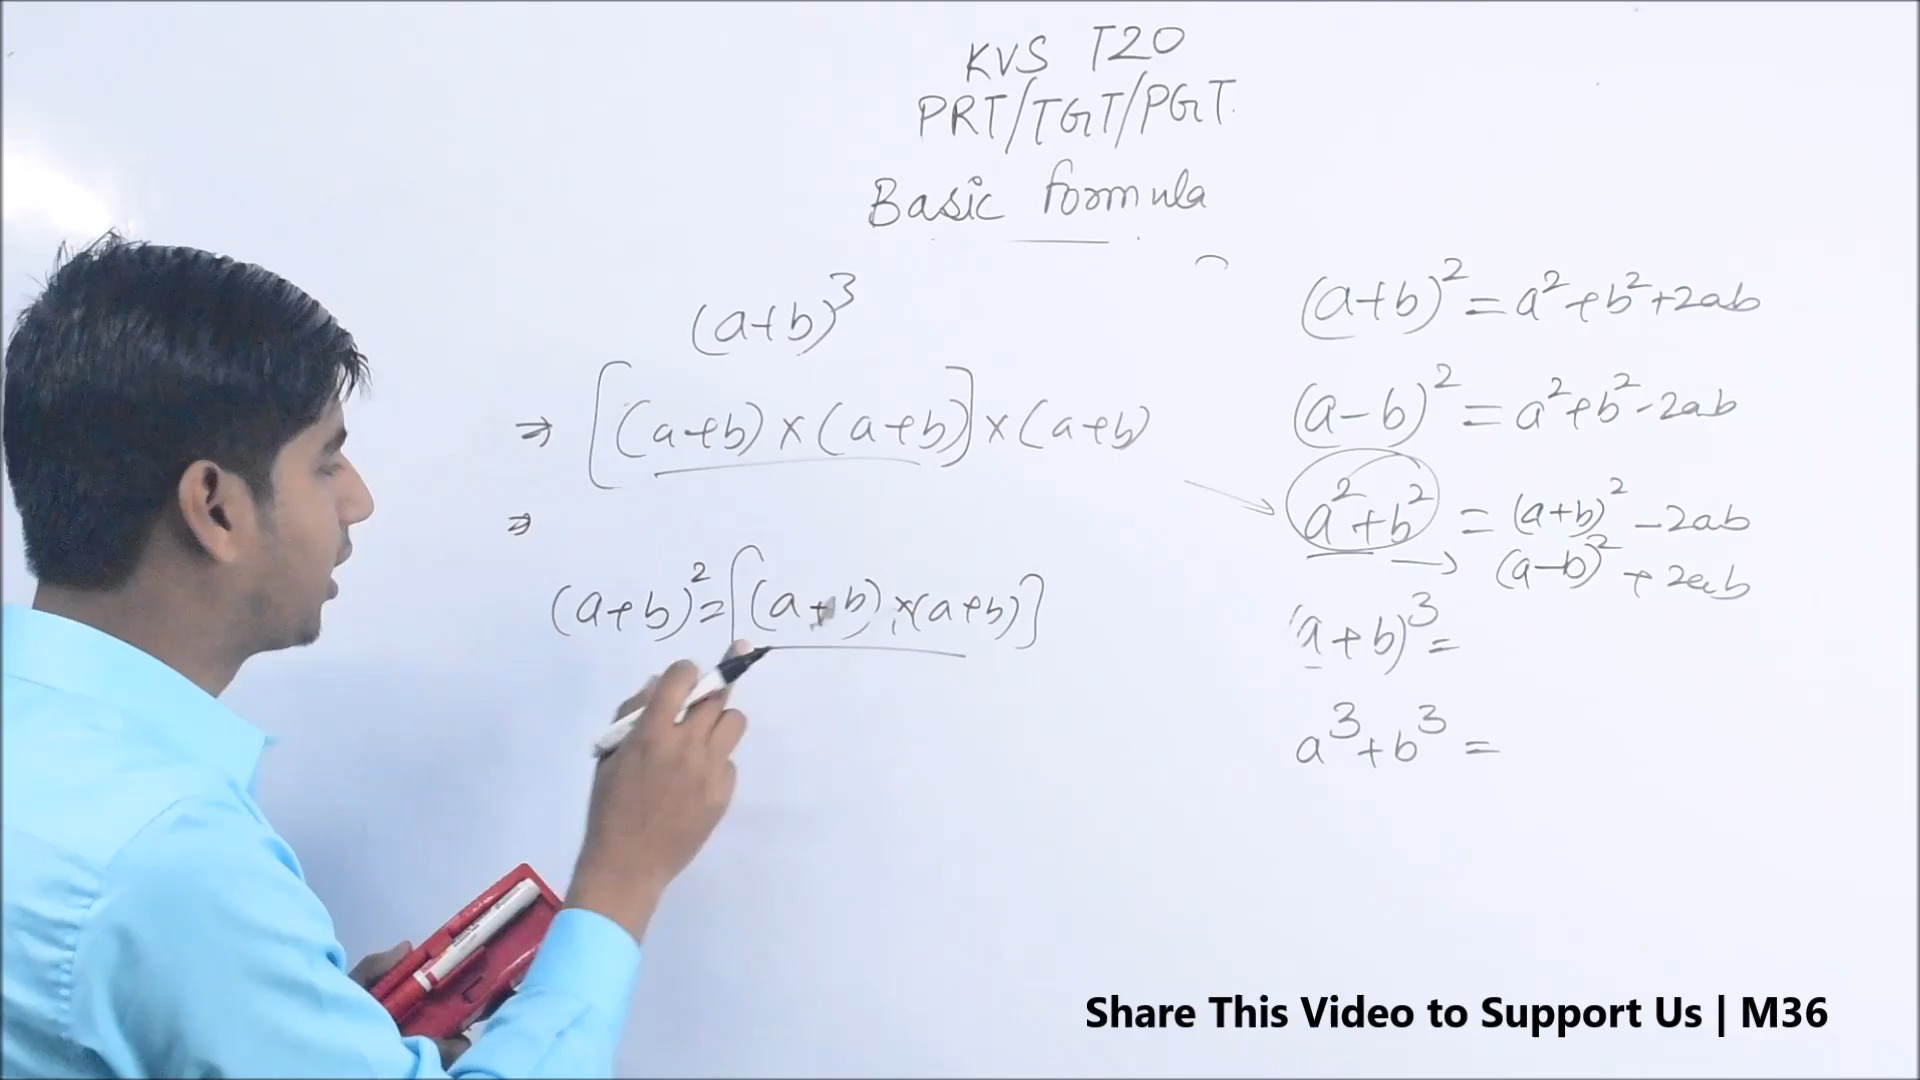 KVS T20
PRT/TGT/PGT
Basic formula
(a+b)³
⇒ [(a+b)×(a+b)]×(a+b)
⇒
(a+b)²=[(a+b)×(a+b)]
(a+b)²=a²+b²+2ab
(a-b)²=a²+b²-2ab
a²+b² = (a+b)²-2ab
→ (a-b)²+2ab
(a+b)³=
a³+b³=
Share This Video to Support Us | M36